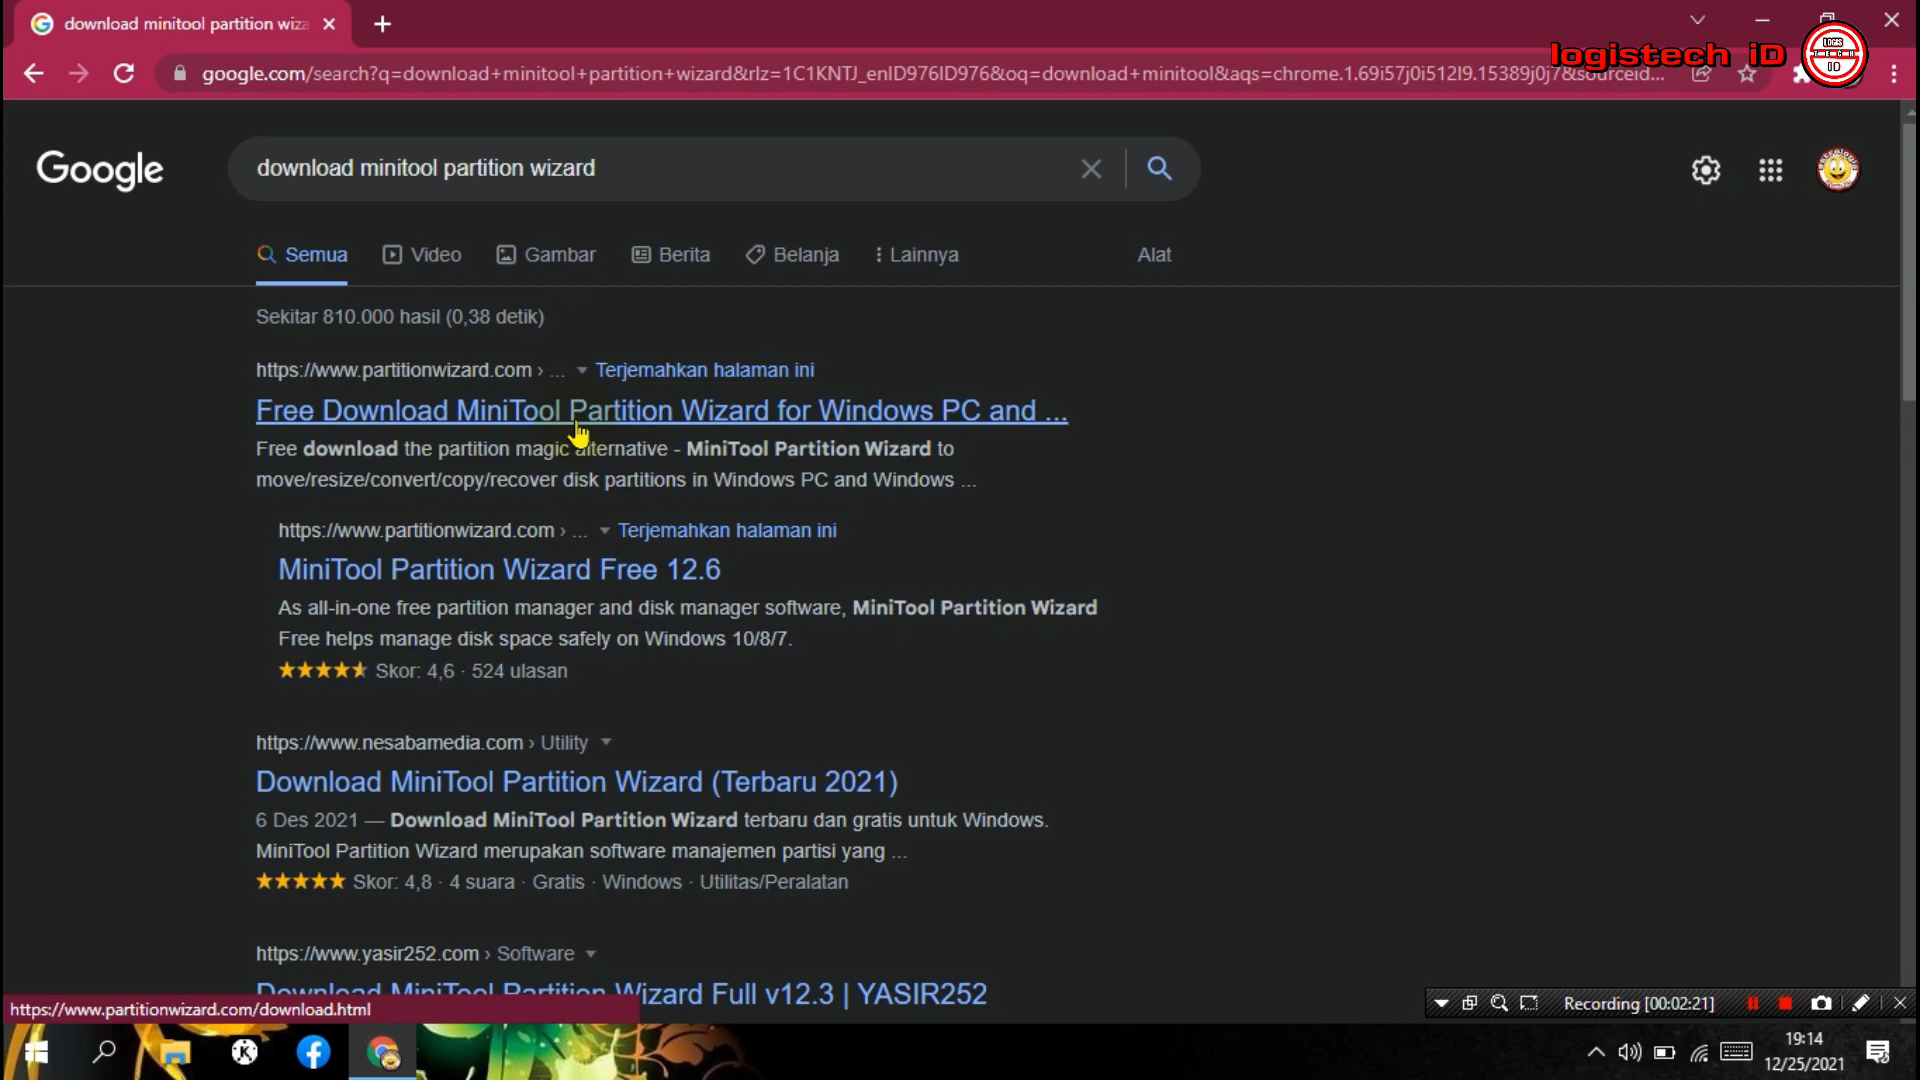 download minitool partition wiza
google.com/search?q=download+minitool+partition+wizard&rlz=1C1KNTJ_enID976ID976&oq=download+minitool&aqs=chrome.1.69i57j0i512l9.15389j0j7&sourceid...
logistech iD
LOGIS
TECH
iD
Google
download minitool partition wizard
Semua
Video
Gambar
Berita
Belanja
Lainnya
Alat
Sekitar 810.000 hasil (0,38 detik)
https://www.partitionwizard.com › ... Terjemahkan halaman ini
Free Download MiniTool Partition Wizard for Windows PC and ...
Free download the partition magic alternative - MiniTool Partition Wizard to
move/resize/convert/copy/recover disk partitions in Windows PC and Windows ...
https://www.partitionwizard.com › ... Terjemahkan halaman ini
MiniTool Partition Wizard Free 12.6
As all-in-one free partition manager and disk manager software, MiniTool Partition Wizard
Free helps manage disk space safely on Windows 10/8/7.
Skor: 4,6 · 524 ulasan
https://www.nesabamedia.com › Utility
Download MiniTool Partition Wizard (Terbaru 2021)
6 Des 2021 — Download MiniTool Partition Wizard terbaru dan gratis untuk Windows.
MiniTool Partition Wizard merupakan software manajemen partisi yang ...
Skor: 4,8 · 4 suara · Gratis · Windows · Utilitas/Peralatan
https://www.yasir252.com › Software
Download MiniTool Partition Wizard Full v12.3 | YASIR252
https://www.partitionwizard.com/download.html
Recording [00:02:21]
19:14
12/25/2021